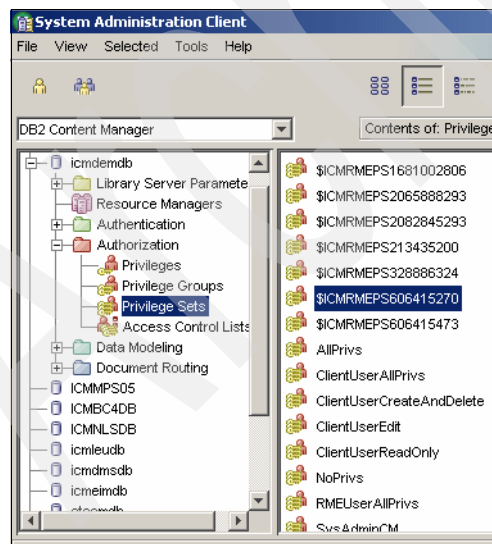 System Administration Client
File View Selected Tools Help
DB2 Content Manager
Contents of: Privilege
icmdemdb
Library Server Paramete
Resource Managers
Authentication
Authorization
Privileges
Privilege Groups
Privilege Sets
Access Control Lists
Data Modeling
Document Routing
ICMMPS05
ICMBC4DB
ICMNLSDB
icmleudb
icmdmsdb
icmeimdb
$ICMRMEPS1681002806
$ICMRMEPS2065888293
$ICMRMEPS2082845293
$ICMRMEPS213435200
$ICMRMEPS328886324
$ICMRMEPS606415270
$ICMRMEPS606415473
AllPrivs
ClientUserAllPrivs
ClientUserCreateAndDelete
ClientUserEdit
ClientUserReadOnly
NoPrivs
RMEUserAllPrivs
SysAdminCM